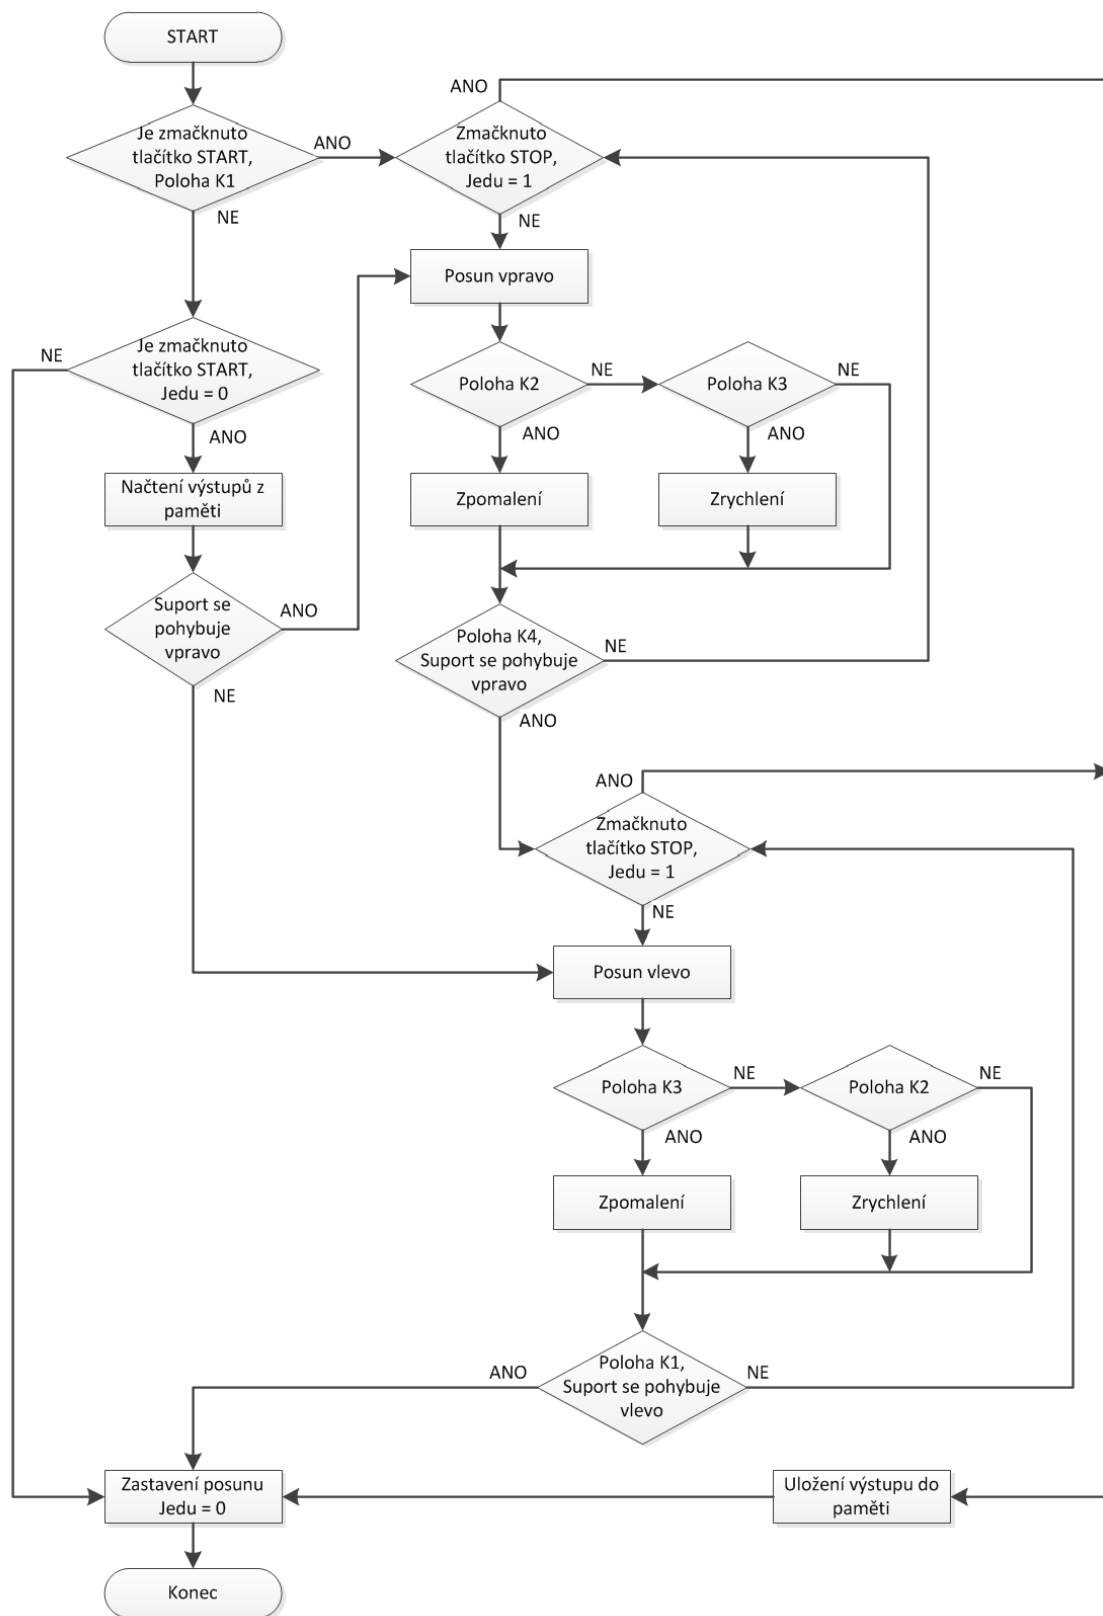 START
Je zmačknuto
tlačítko START,
Poloha K1
ANO
NE
ANO
Zmačknuto
tlačítko STOP,
Jedu = 1
NE
Posun vpravo
NE
Je zmačknuto
tlačítko START,
Jedu = 0
ANO
Poloha K2
NE
Poloha K3
NE
ANO
ANO
Načtení výstupů z
paměti
Zpomalení
Zrychlení
Suport se
pohybuje
vpravo
ANO
NE
Poloha K4,
Suport se pohybuje
vpravo
NE
ANO
ANO
Zmačknuto
tlačítko STOP,
Jedu = 1
NE
Posun vlevo
Poloha K3
NE
Poloha K2
NE
ANO
ANO
Zpomalení
Zrychlení
ANO
Poloha K1,
Suport se pohybuje
vlevo
NE
Zastavení posunu
Jedu = 0
Uložení výstupu do
paměti
Konec